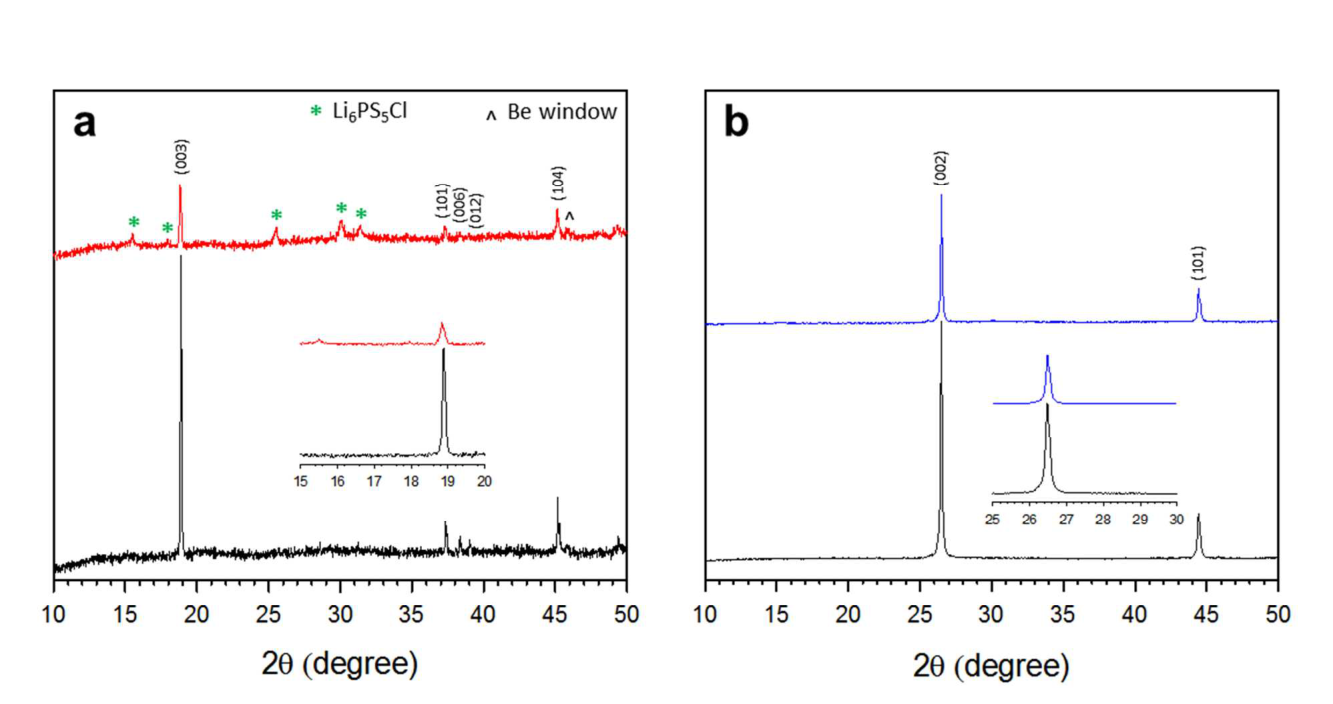 a
* Li₆PS₅Cl
^ Be window
(003)
*
*
*
*
*
(101)
(006)
(012)
(104)
^
15 16 17 18 19 20
10 15 20 25 30 35 40 45 50
2θ (degree)
b
(002)
(101)
25 26 27 28 29 30
10 15 20 25 30 35 40 45 50
2θ (degree)